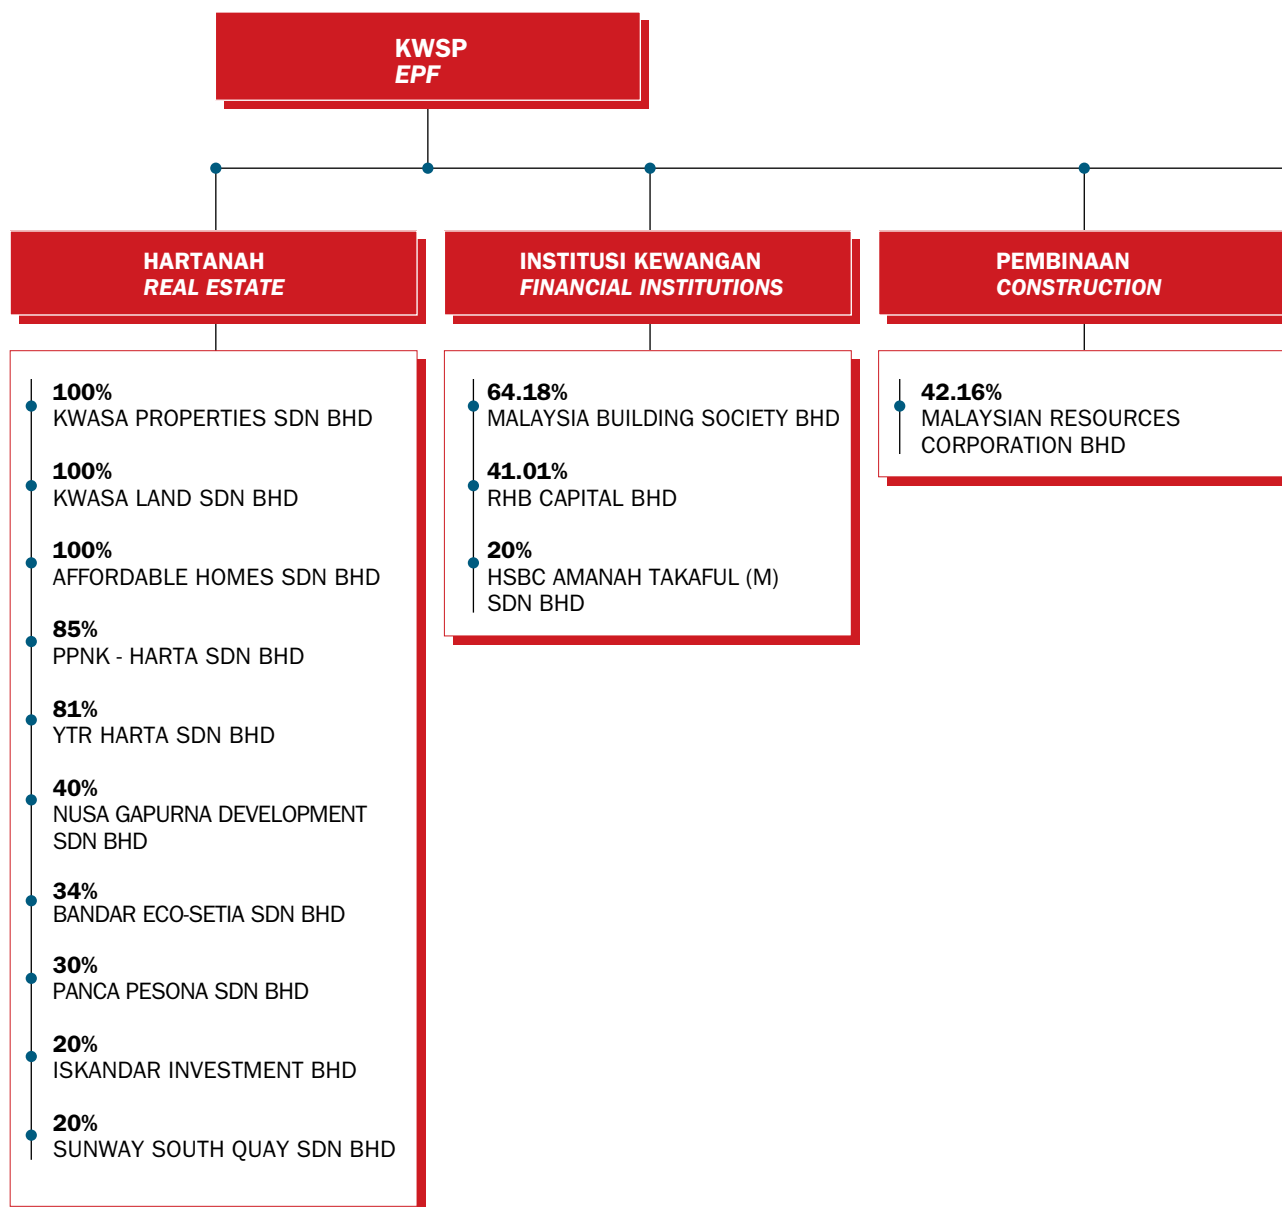 KWSP
EPF
HARTANAH
REAL ESTATE
100%
KWASA PROPERTIES SDN BHD
100%
KWASA LAND SDN BHD
100%
AFFORDABLE HOMES SDN BHD
85%
PPNK - HARTA SDN BHD
81%
YTR HARTA SDN BHD
40%
NUSA GAPURNA DEVELOPMENT
SDN BHD
34%
BANDAR ECO-SETIA SDN BHD
30%
PANCA PESONA SDN BHD
20%
ISKANDAR INVESTMENT BHD
20%
SUNWAY SOUTH QUAY SDN BHD
INSTITUSI KEWANGAN
FINANCIAL INSTITUTIONS
64.18%
MALAYSIA BUILDING SOCIETY BHD
41.01%
RHB CAPITAL BHD
20%
HSBC AMANAH TAKAFUL (M)
SDN BHD
PEMBINAAN
CONSTRUCTION
42.16%
MALAYSIAN RESOURCES
CORPORATION BHD